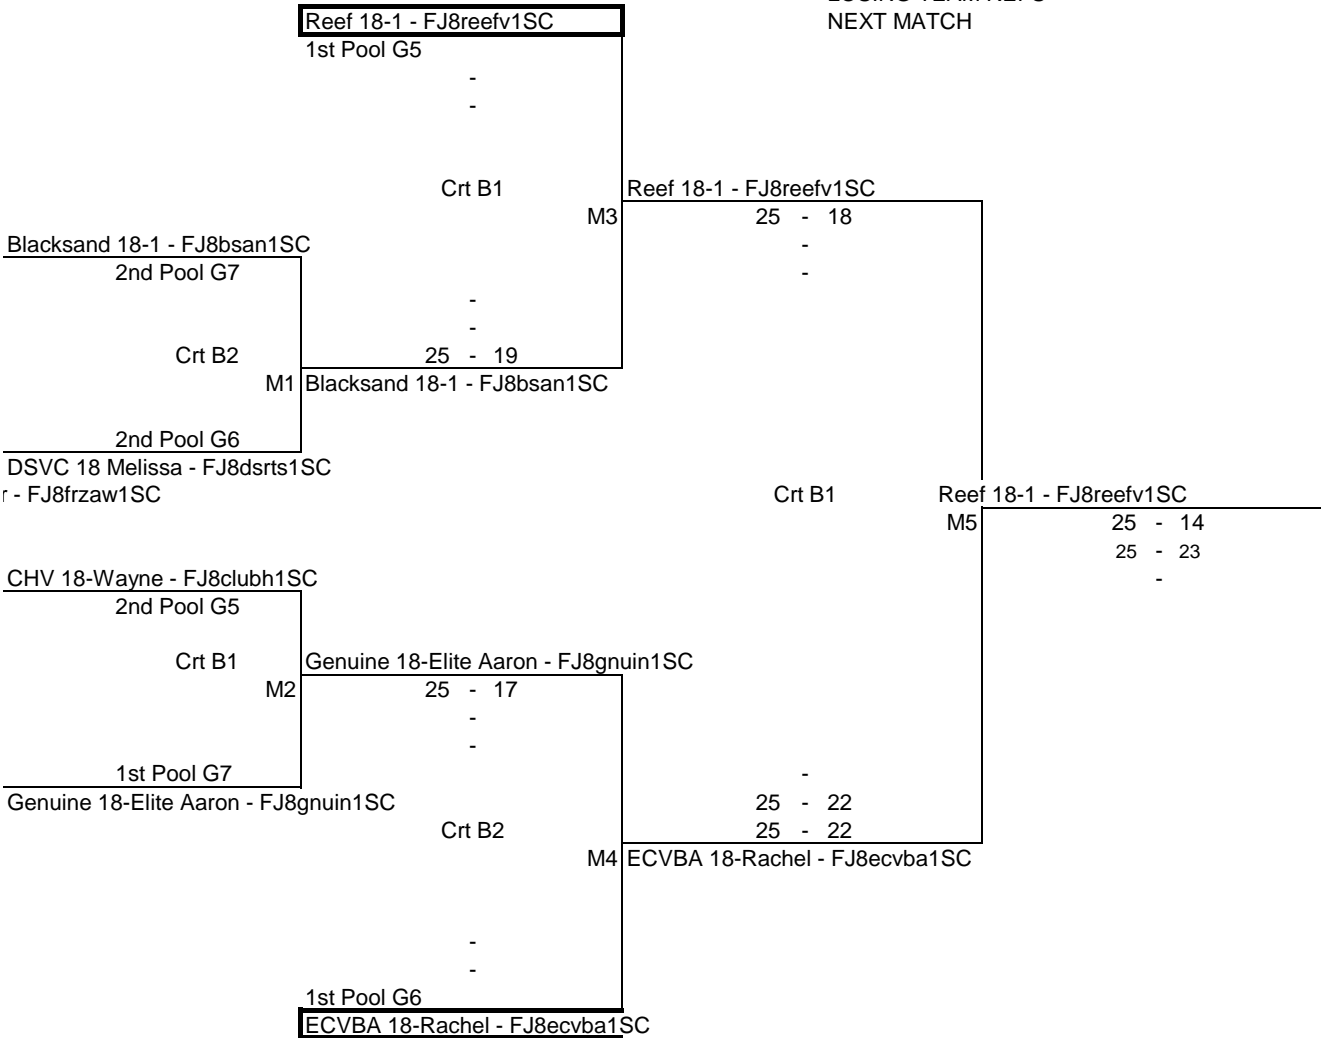 Reef 18-1 - FJ8reefv1SC
NEXT MATCH
1st Pool G5
-
-
Crt B1
Reef 18-1 - FJ8reefv1SC
M3
25 - 18
Blacksand 18-1 - FJ8bsan1SC
-
2nd Pool G7
-
-
-
Crt B2
25 - 19
M1
Blacksand 18-1 - FJ8bsan1SC
2nd Pool G6
DSVC 18 Melissa - FJ8dsrts1SC
- FJ8frzaw1SC
Crt B1
Reef 18-1 - FJ8reefv1SC
M5
25 - 14
25 - 23
CHV 18-Wayne - FJ8clubh1SC
-
2nd Pool G5
Crt B1
Genuine 18-Elite Aaron - FJ8gnuin1SC
M2
25 - 17
-
-
1st Pool G7
-
Genuine 18-Elite Aaron - FJ8gnuin1SC
25 - 22
Crt B2
25 - 22
M4
ECVBA 18-Rachel - FJ8ecvba1SC
-
-
1st Pool G6
ECVBA 18-Rachel - FJ8ecvba1SC